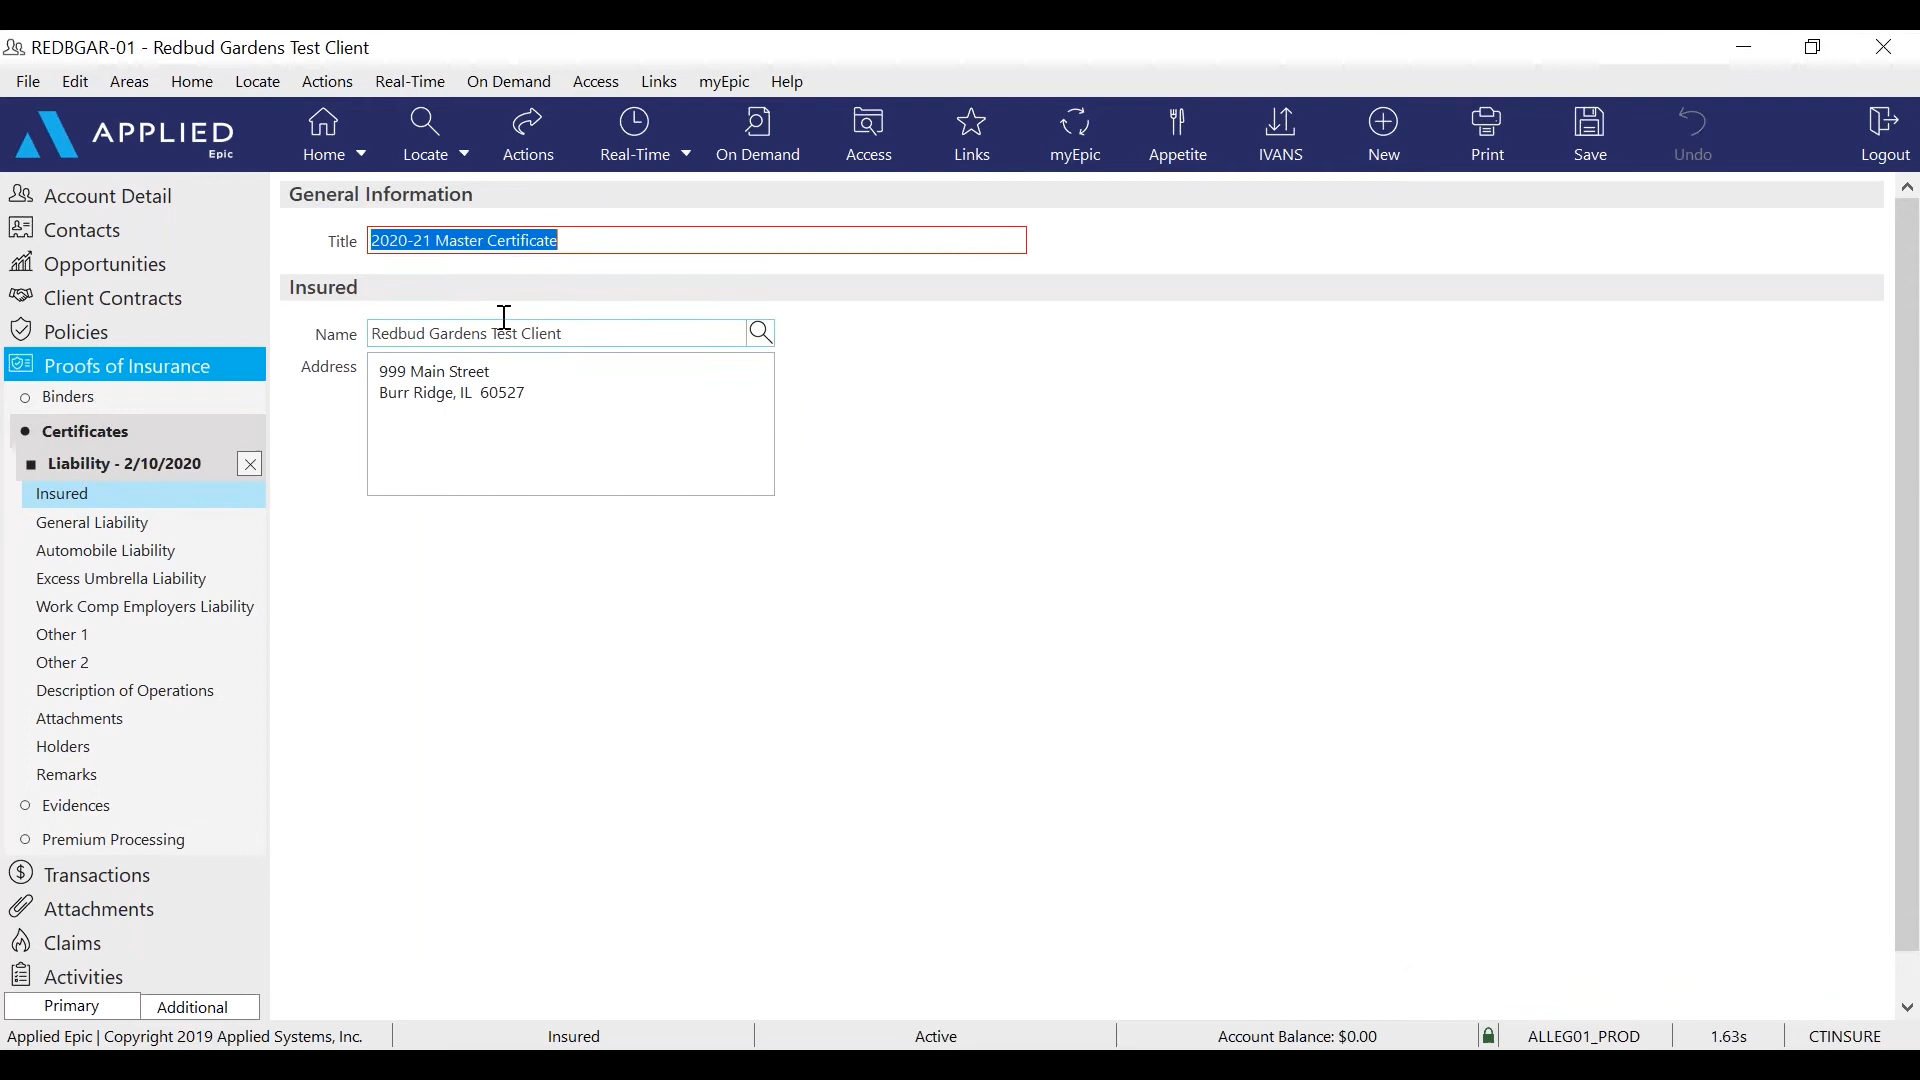 REDBGAR-01 - Redbud Gardens Test Client
File Edit Areas Home Locate Actions Real-Time On Demand Access Links myEpic Help
APPLIED
Epic
Home Locate Actions Real-Time On Demand Access Links myEpic Appetite IVANS New Print Save Undo Logout
Account Detail
Contacts
Opportunities
Client Contracts
Policies
Proofs of Insurance
Binders
Certificates
Liability - 2/10/2020
Insured
General Liability
Automobile Liability
Excess Umbrella Liability
Work Comp Employers Liability
Other 1
Other 2
Description of Operations
Attachments
Holders
Remarks
Evidences
Premium Processing
Transactions
Attachments
Claims
Activities
Primary Additional
General Information
Title 2020-21 Master Certificate
Insured
Name Redbud Gardens Test Client
Address 999 Main Street
Burr Ridge, IL 60527
Applied Epic | Copyright 2019 Applied Systems, Inc. Insured Active Account Balance: $0.00 ALLEG01_PROD 1.63s CTINSURE